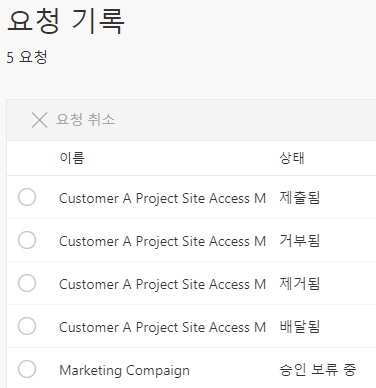 요청 기록
5 요청
요청 취소
이름 상태
Customer A Project Site Access M 제출됨
Customer A Project Site Access M 거부됨
Customer A Project Site Access M 제거됨
Customer A Project Site Access M 배달됨
Marketing Compaign 승인 보류 중